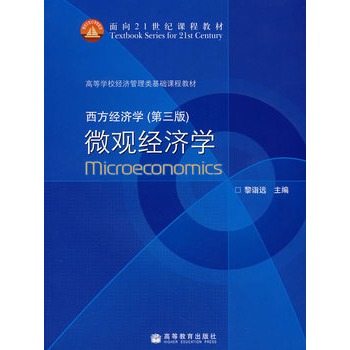 面向21世纪课程教材
Textbook Series for 21st Century
高等学校经济管理类基础课程教材
西方经济学 (第三版)
微观经济学
Microeconomics
□ 黎诣远 主编
高等教育出版社
HIGHER EDUCATION PRESS